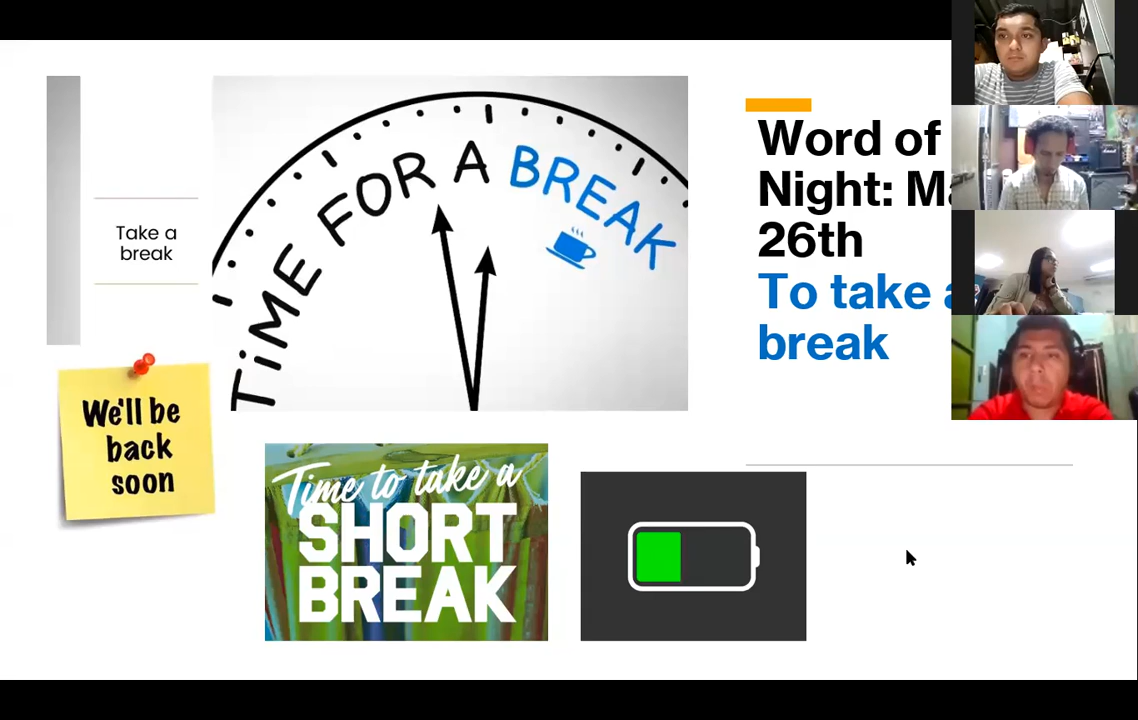 Take a
break
TiME FOR A BREAK
Word of
Night:
26th
To take
break
We'll be
back
soon
Time to take a
SHORT
BREAK